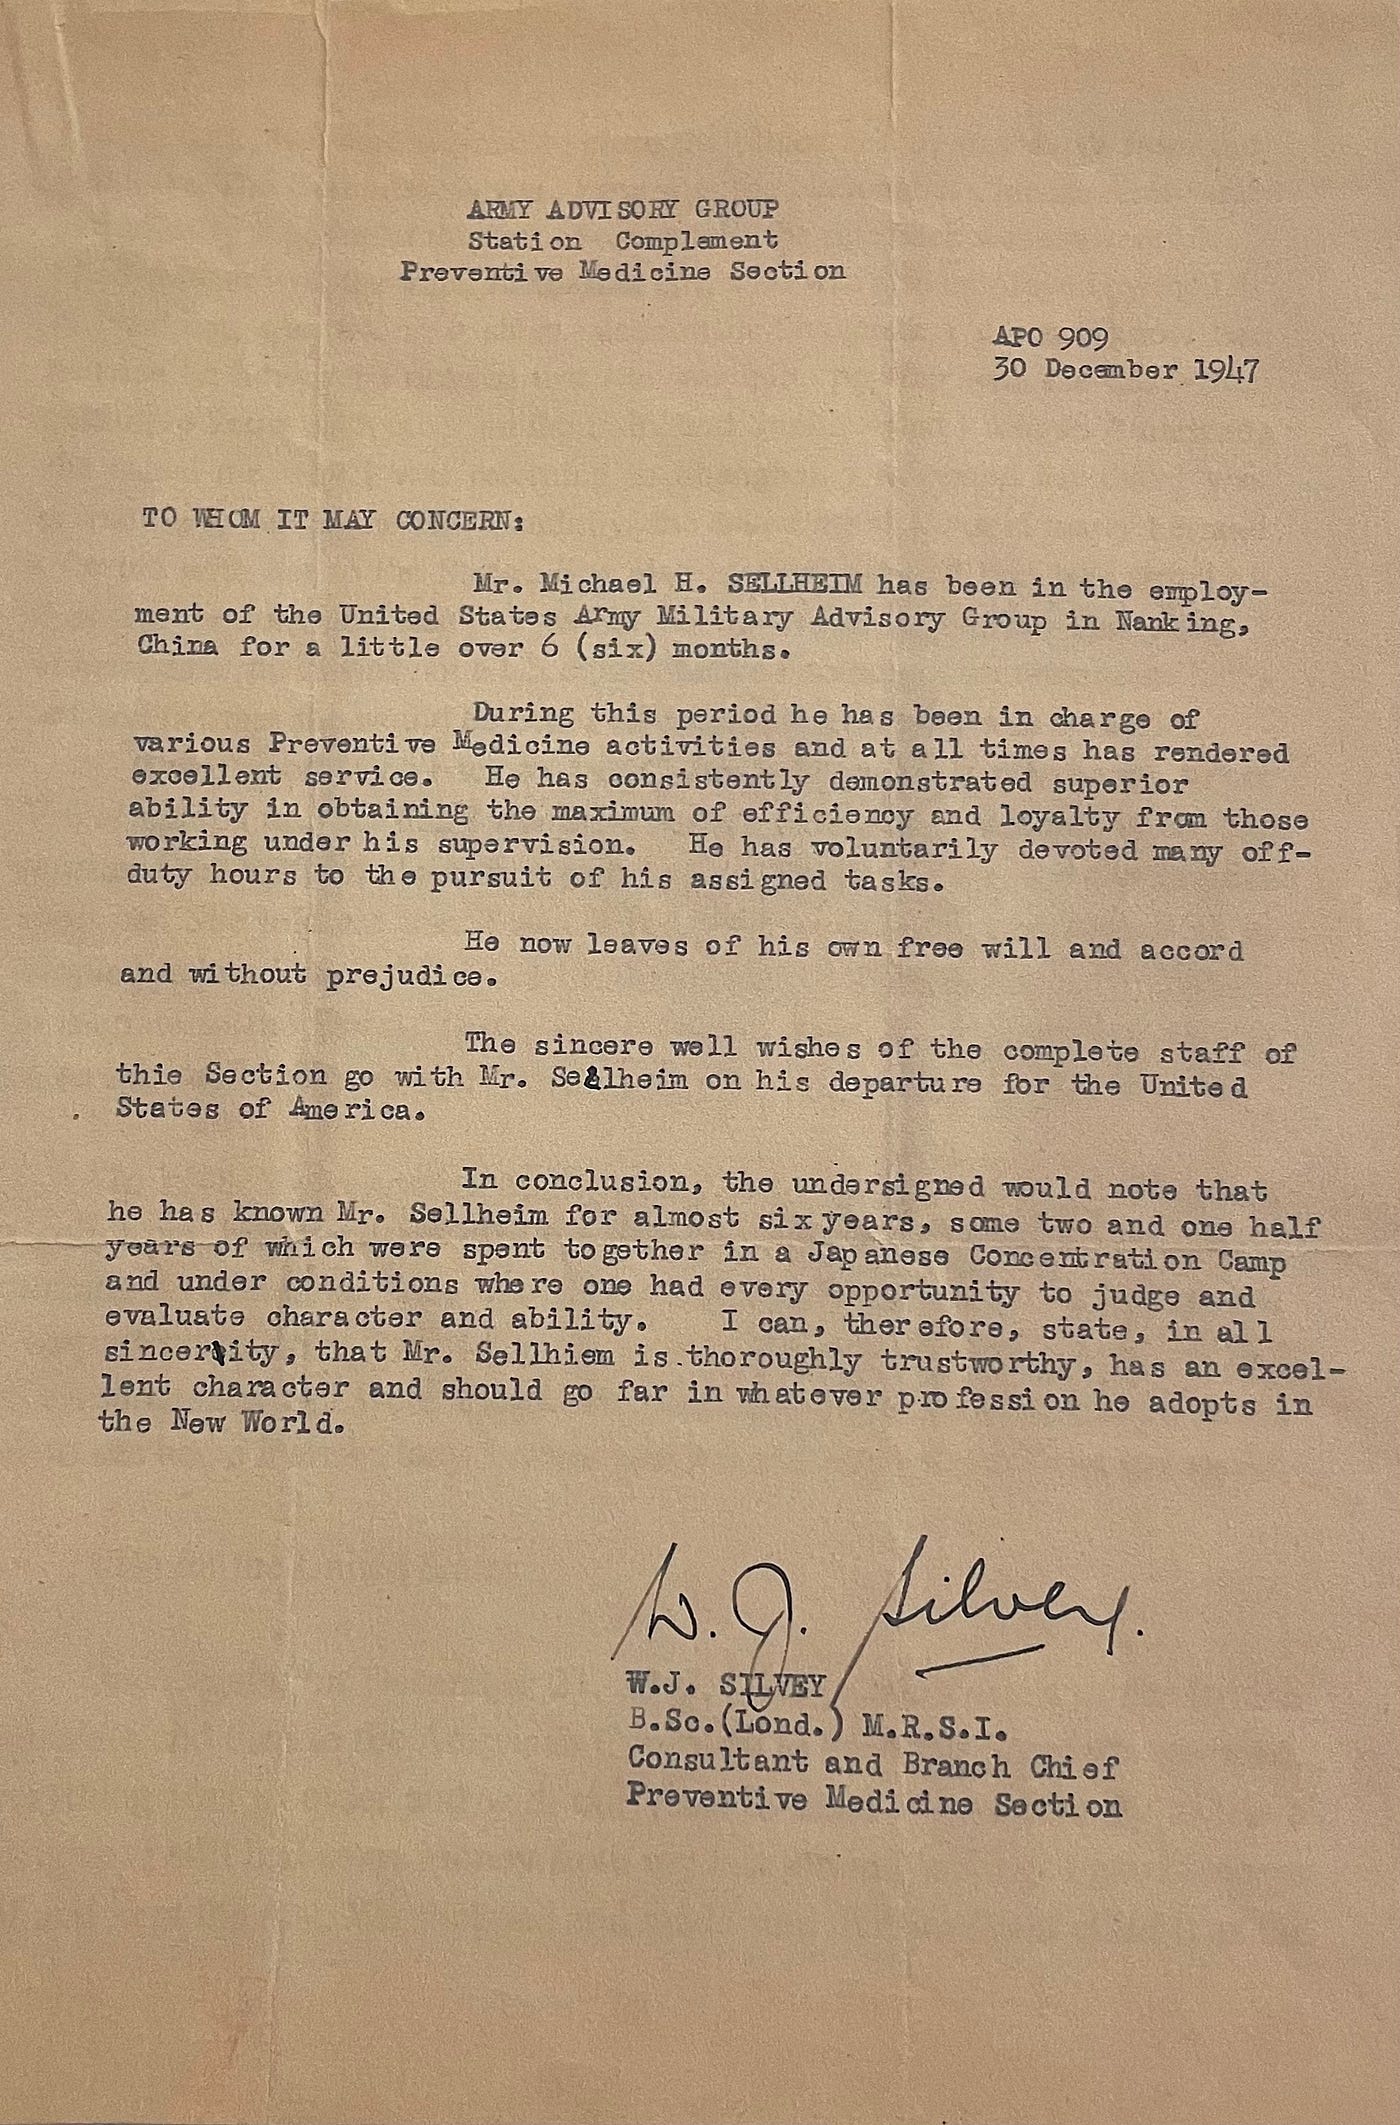 ARMY ADVISORY GROUP
Station Complement
Preventive Medicine Section
APO 909
30 December 1947
TO WHOM IT MAY CONCERN:
Mr. Michael H. SELLHEIM has been in the employ-
ment of the United States Army Military Advisory Group in Nanking,
China for a little over 6 (six) months.
During this period he has been in charge of
various Preventive Medicine activities and at all times has rendered
excellent service. He has consistently demonstrated superior
ability in obtaining the maximum of efficiency and loyalty from those
working under his supervision. He has voluntarily devoted many off-
duty hours to the pursuit of his assigned tasks.
He now leaves of his own free will and accord
and without prejudice.
The sincere well wishes of the complete staff of
thie Section go with Mr. Sellheim on his departure for the United
States of America.
In conclusion, the undersigned would note that
he has known Mr. Sellheim for almost six years, some two and one half
years of which were spent together in a Japanese Concentration Camp
and under conditions where one had every opportunity to judge and
evaluate character and ability. I can, therefore, state, in all
sincerity, that Mr. Sellhiem is thoroughly trustworthy, has an excel-
lent character and should go far in whatever profession he adopts in
the New World.
W. J. Silvey.
W.J. SILVEY
B.Sc.(Lond.) M.R.S.I.
Consultant and Branch Chief
Preventive Medicine Section